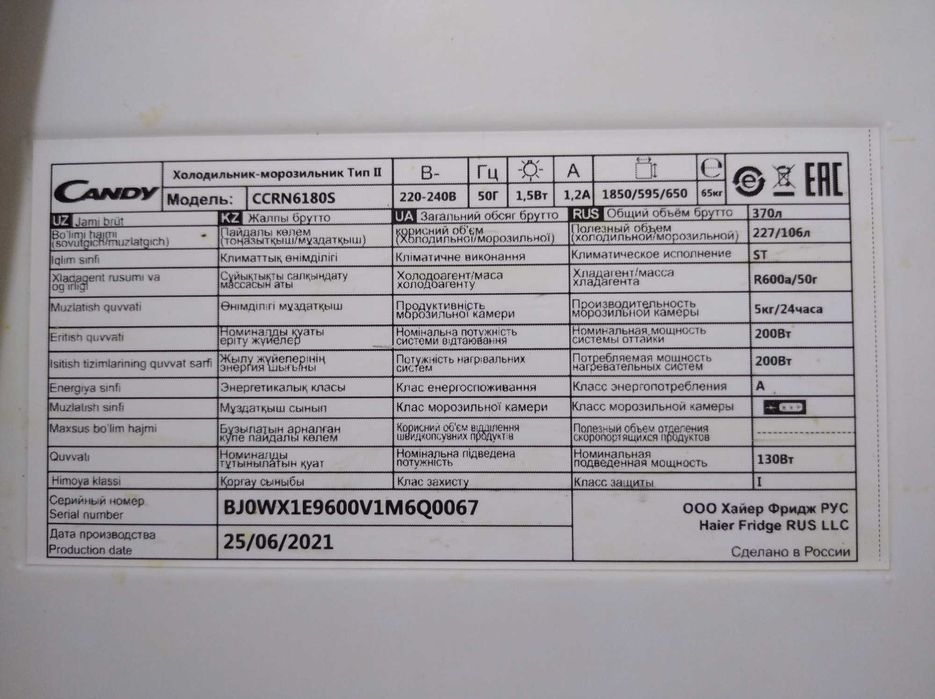 CANDY
Холодильник-морозильник Тип II
В~ Гц A
Модель: CCRN6180S 220-240В 50Г 1,5Вт 1,2A 1850/595/650 65кг
EAC
UZ Jami brüt KZ Жалпы брутто UA Загальний обсяг брутто RUS Общий объём брутто 370л
Bo'limi hajmi Пайдалы көлем корисний об'єм Полезный объем 227/106л
(sovutgich/muzlatgich) (тоңазытқыш/мұздатқыш) (холодильної/морозильної) (холодильной/морозильной)
Iqlim sinfi Климаттық өнімділігі Кліматичне виконання Климатическое исполнение ST
Xladagent rusumi va Сұйықтықты салқындату Холодоагент/маса Хладагент/масса R600a/50г
og'irligi массасын аты холодоагенту хладагента
Muzlatish quvvati Өнімділігі мұздатқыш Продуктивність Производительность 5кг/24часа
морозильної камери морозильной камеры
Eritish quvvati Номиналды қуаты Номінальна потужність Номинальная мощность 200Вт
еріту жүйелер системи відтаювання системы оттайки
Isitish tizimlarining quvvat sarfi Жылу жүйелерінің Потужність нагрівальних Потребляемая мощность 200Вт
энергия шығыны систем нагревательных систем
Energiya sinfi Энергетикалық класы Клас енергоспоживання Класс энергопотребления A
Muzlatish sinfi Мұздатқыш сынып Клас морозильної камери Класс морозильной камеры
Maxsus bo'lim hajmi Бузылатын арналған Корисний об'єм відділення Полезный объем отделения
купе пайдалы көлем швидкопсувних продуктів скоропортящихся продуктов
Quvvati Номиналды Номінальна підведена Номинальная 130Вт
тұтынылатын қуат потужність подведенная мощность
Himoya klassi Қорғау сыныбы Клас захисту Класс защиты I
Серийный номер BJ0WX1E9600V1M6Q0067
Serial number
Дата производства 25/06/2021
Production date
ООО Хайер Фридж РУС
Haier Fridge RUS LLC
Сделано в России